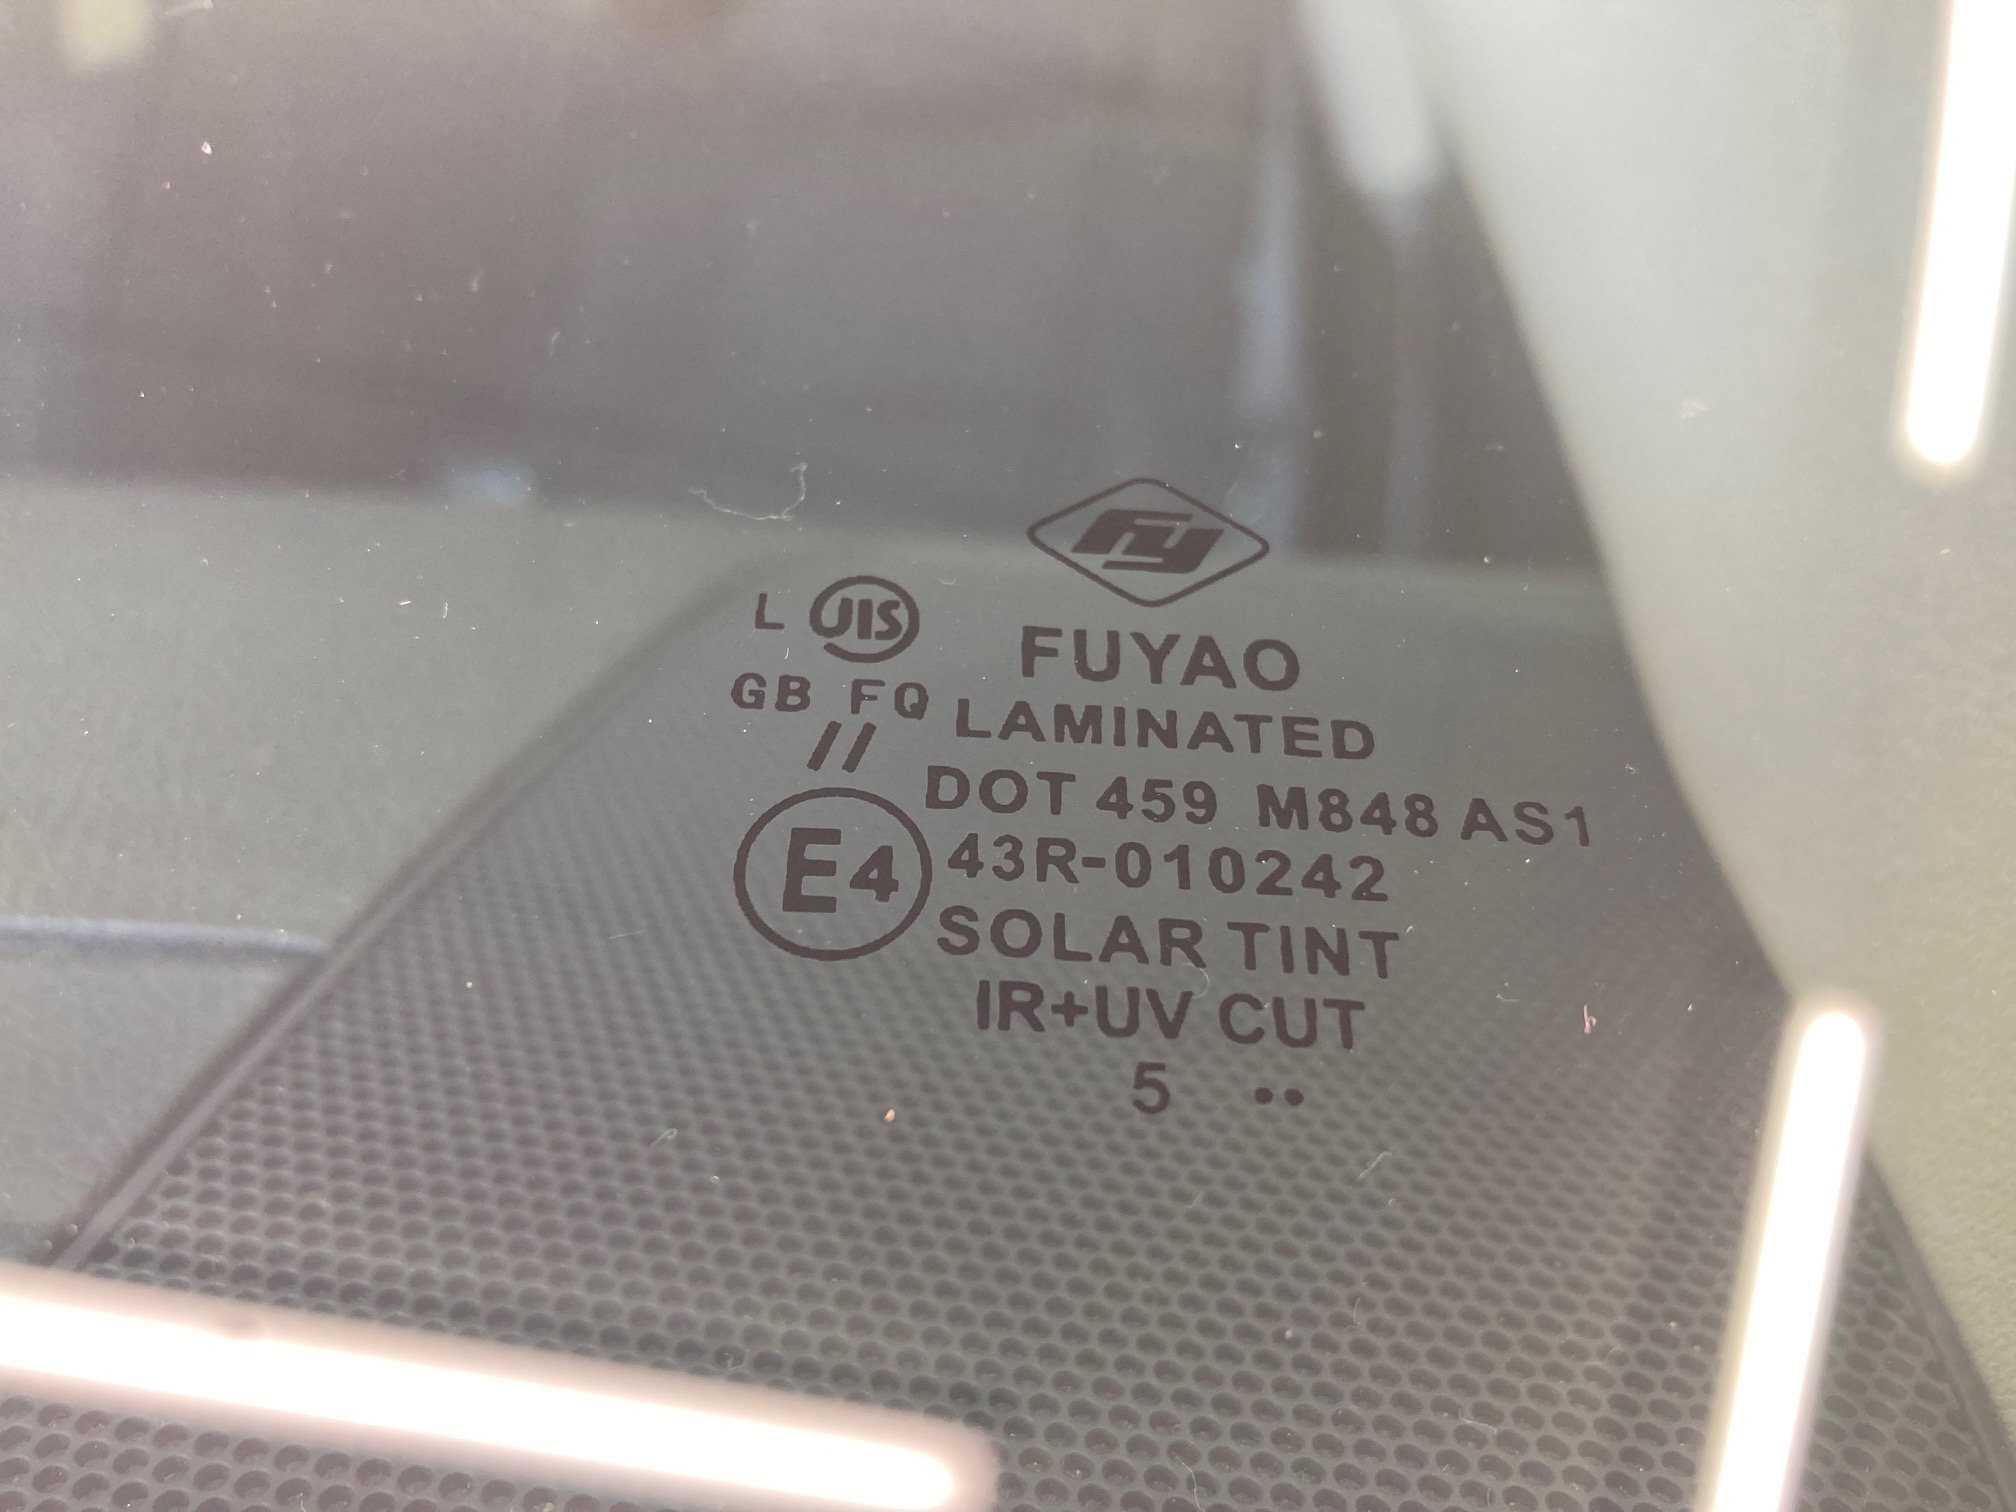 FY
L JIS
FUYAO
GB FQ
LAMINATED
//
DOT 459 M848 AS1
E4
43R-010242
SOLAR TINT
IR+UV CUT
5 ••